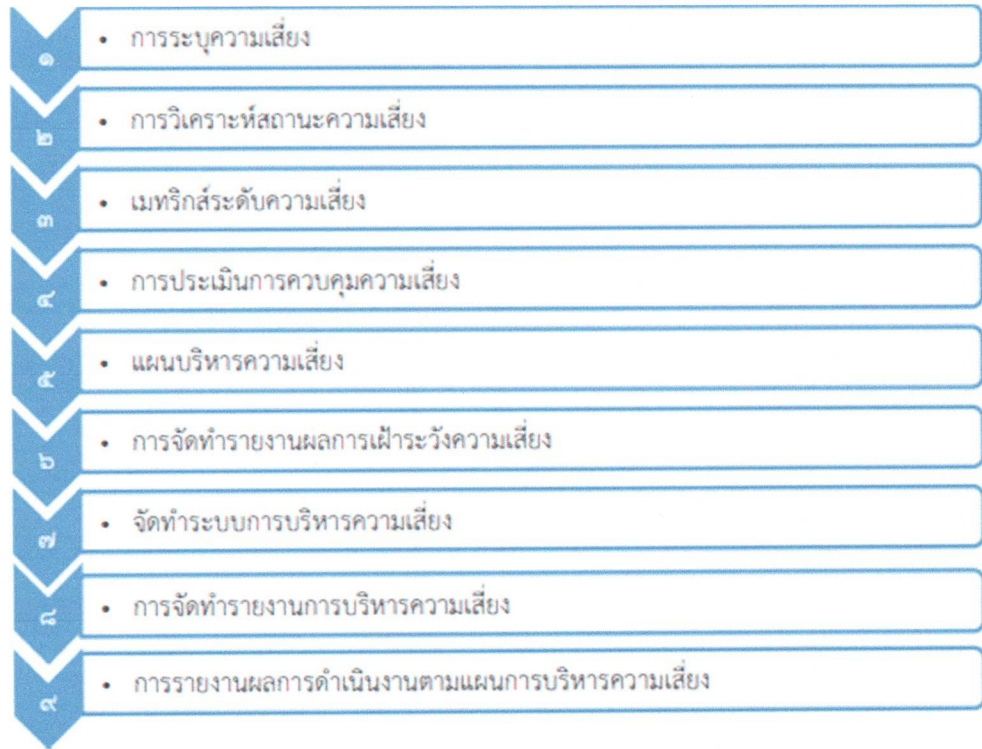 ๑ • การระบุความเสี่ยง
๒ • การวิเคราะห์สถานะความเสี่ยง
๓ • เมทริกส์ระดับความเสี่ยง
๔ • การประเมินการควบคุมความเสี่ยง
๕ • แผนบริหารความเสี่ยง
๖ • การจัดทำรายงานผลการเฝ้าระวังความเสี่ยง
๗ • จัดทำระบบการบริหารความเสี่ยง
๘ • การจัดทำรายงานการบริหารความเสี่ยง
๙ • การรายงานผลการดำเนินงานตามแผนการบริหารความเสี่ยง